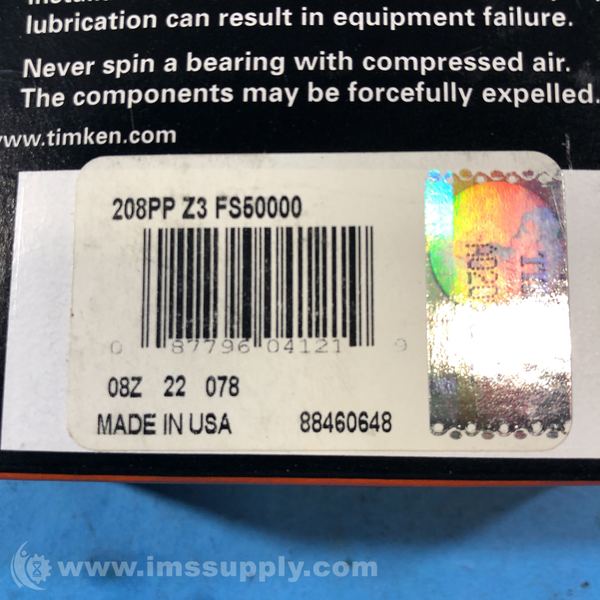 lubrication can result in equipment failure.
Never spin a bearing with compressed air.
The components may be forcefully expelled.
www.timken.com
208PP Z3 FS50000
0 87796 04121 9
08Z 22 078
MADE IN USA 88460648
www.imssupply.com